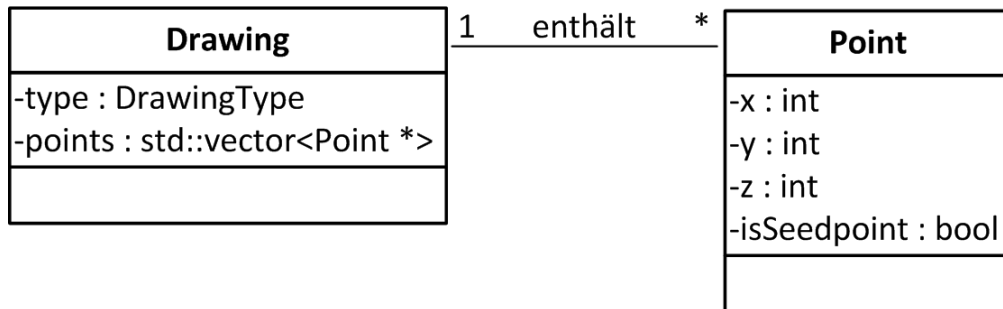 Drawing
-type : DrawingType
-points : std::vector<Point *>
1 enthält *
Point
-x : int
-y : int
-z : int
-isSeedpoint : bool